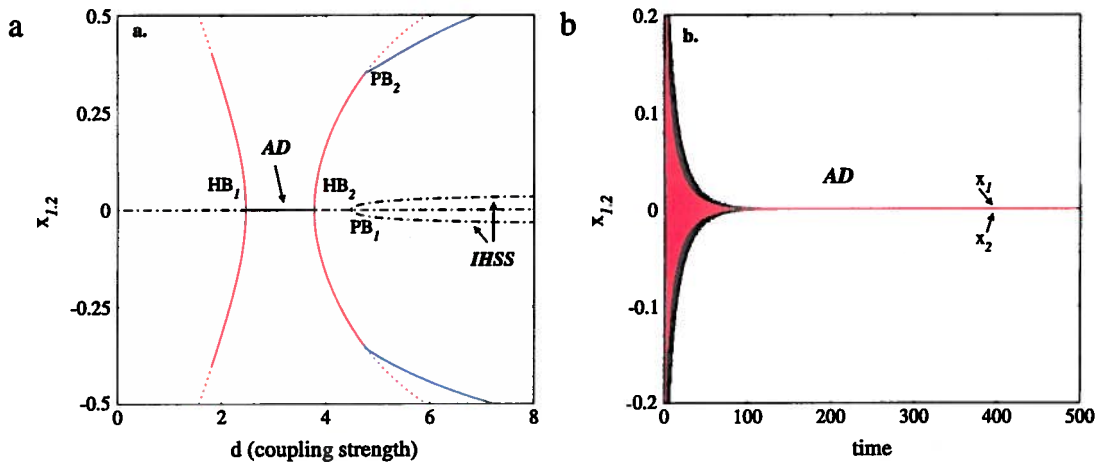 a
a.
0.5
0.25
0
-0.25
-0.5
x1.2
AD
HB1
HB2
PB2
PB1
IHSS
0
2
4
6
8
d (coupling strength)
b
b.
0.2
0.1
0
-0.1
-0.2
x1.2
AD
x1
x2
0
100
200
300
400
500
time